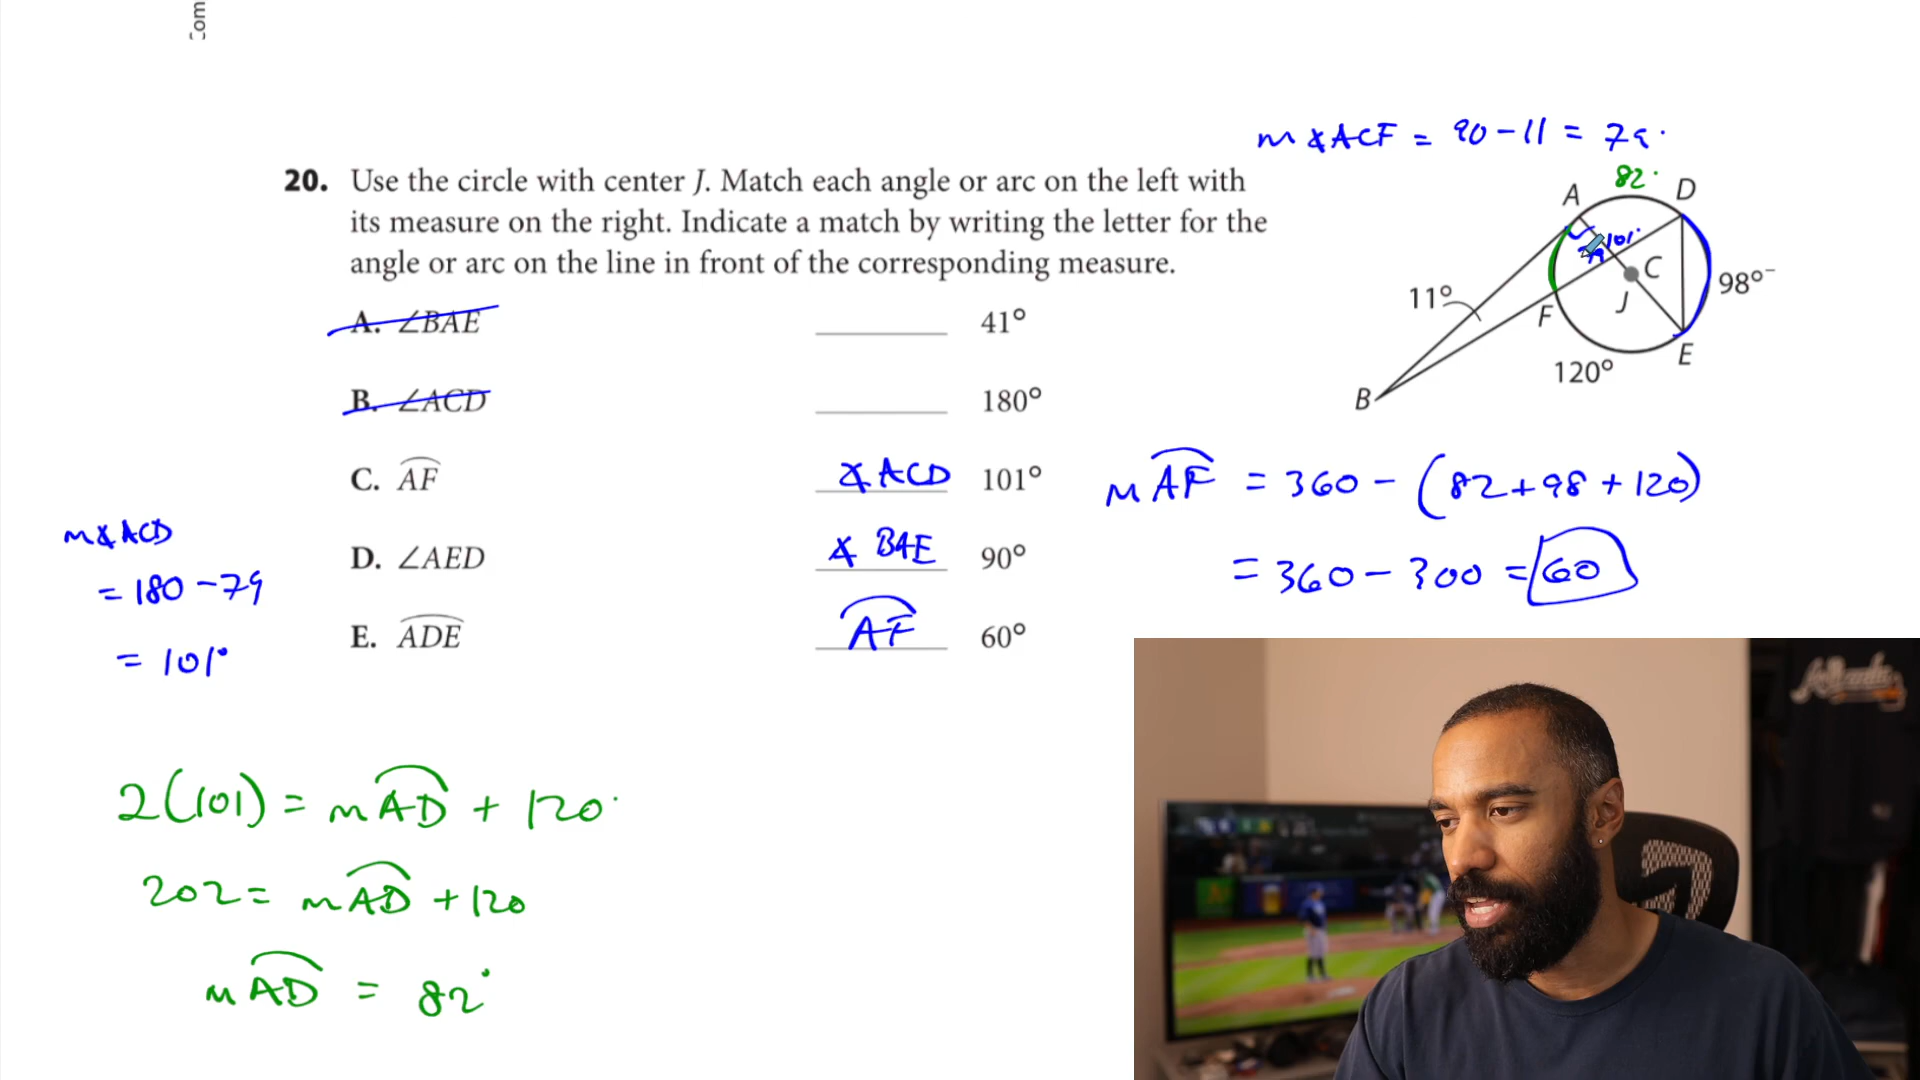 Com
m∡ACF = 90-11 = 79°
20. Use the circle with center J. Match each angle or arc on the left with
its measure on the right. Indicate a match by writing the letter for the
angle or arc on the line in front of the corresponding measure.
A. ∠BAE ______ 41°
B. ∠ACD ______ 180°
C. AF ∡ACD 101°
D. ∠AED ∡BAE 90°
E. ADE AF 60°
82°
A
D
101°
79
C
98°
11°
J
F
E
120°
B
m∡ACD
= 180-79
= 101°
mAF = 360 - (82+98+120)
= 360 - 300 = 60
2(101) = mAD + 120°
202 = mAD + 120
mAD = 82°